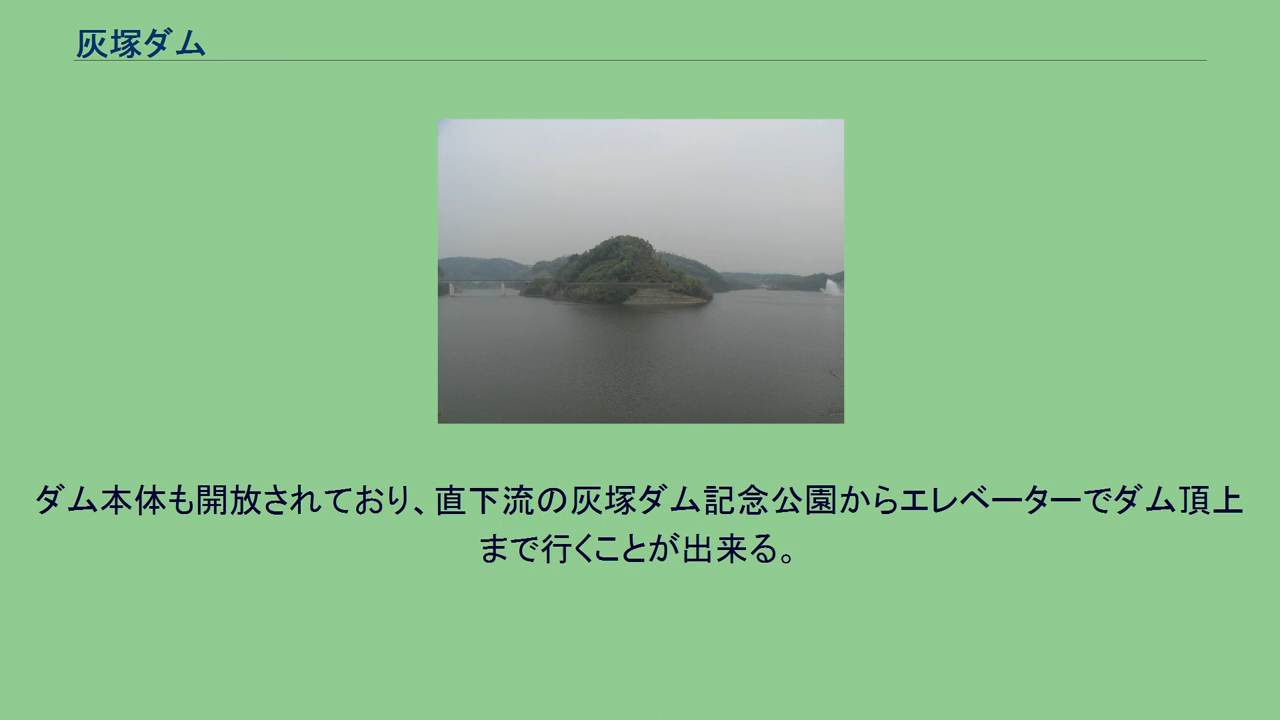 灰塚ダム
ダム本体も開放されており、直下流の灰塚ダム記念公園からエレベーターでダム頂上
まで行くことが出来る。